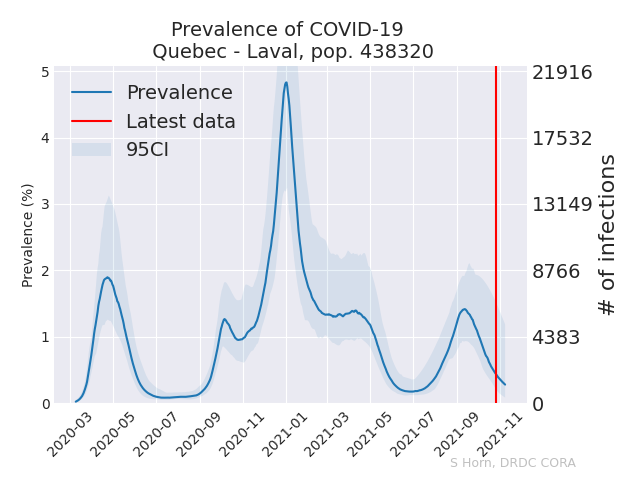 Prevalence of COVID-19
Quebec - Laval, pop. 438320
Prevalence
Latest data
95CI
Prevalence (%)
5
4
3
2
1
0
21916
17532
13149
8766
4383
0
# of infections
2020-03
2020-05
2020-07
2020-09
2020-11
2021-01
2021-03
2021-05
2021-07
2021-09
2021-11
S Horn, DRDC CORA